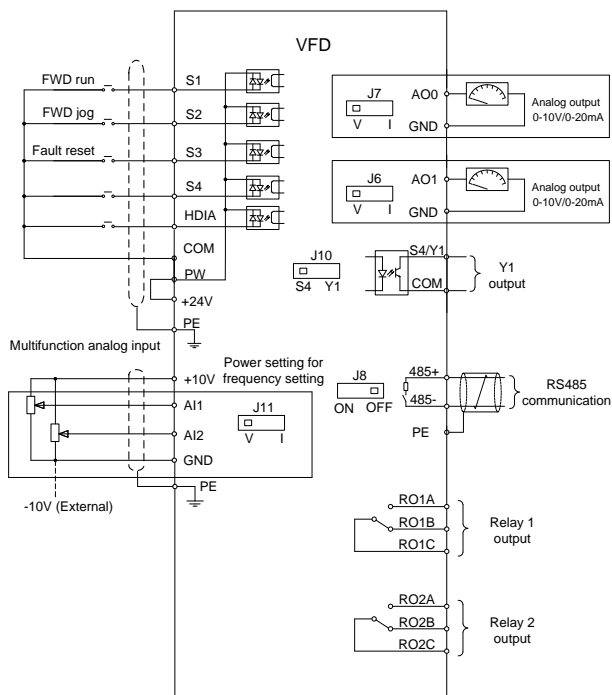 VFD
FWD run
S1
FWD jog
S2
Fault reset
S3
S4
HDIA
COM
PW
+24V
PE
Multifunction analog input
Power setting for
frequency setting
+10V
AI1
AI2
GND
J11
V I
PE
-10V (External)
J7
V I
AO0
GND
Analog output
0-10V/0-20mA
J6
V I
AO1
GND
Analog output
0-10V/0-20mA
J10
S4 Y1
S4/Y1
COM
Y1
output
J8
ON OFF
485+
485-
PE
RS485
communication
RO1A
RO1B
RO1C
Relay 1
output
RO2A
RO2B
RO2C
Relay 2
output